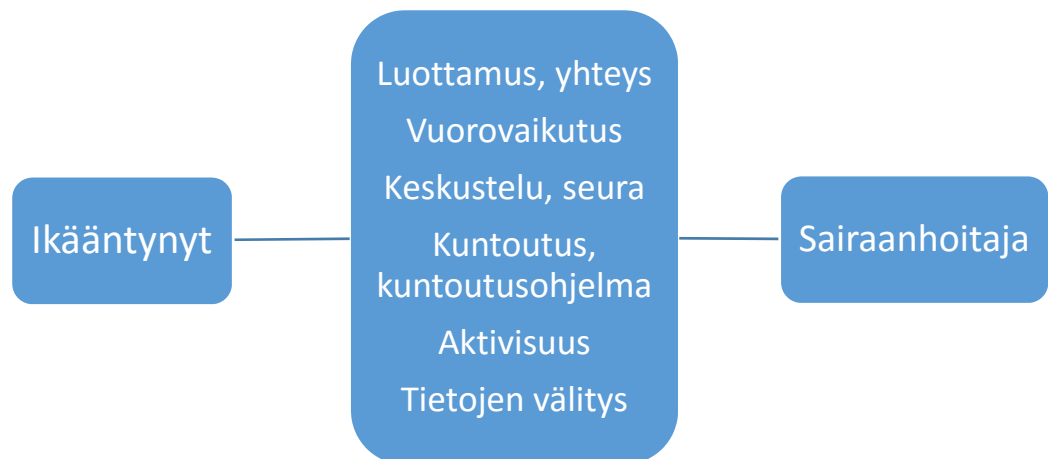 Ikääntynyt
Luottamus, yhteys
Vuorovaikutus
Keskustelu, seura
Kuntoutus,
kuntoutusohjelma
Aktivisuus
Tietojen välitys
Sairaanhoitaja